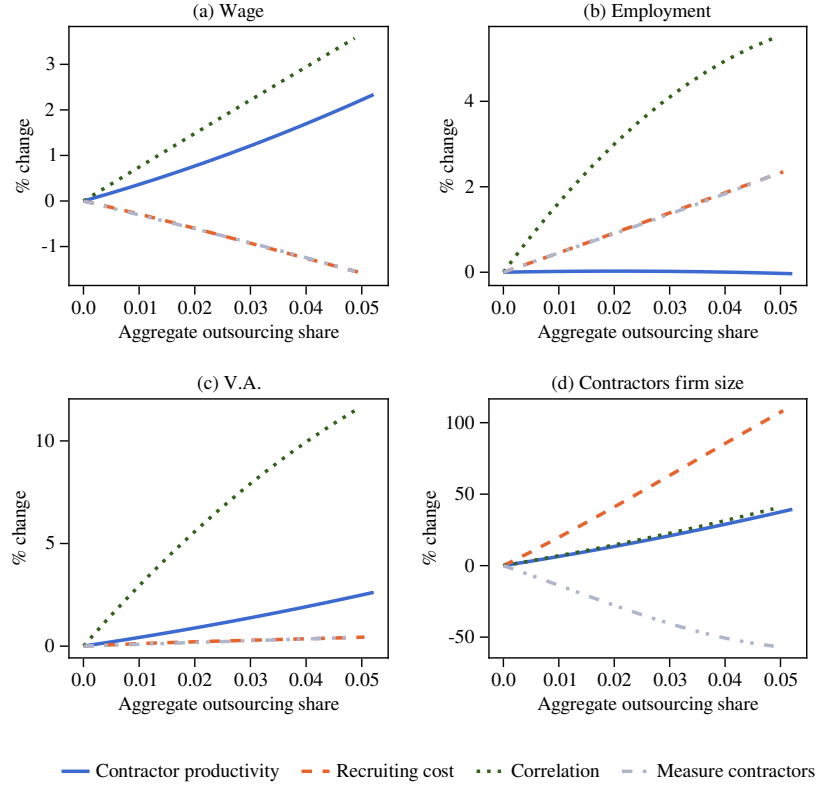 (a) Wage
% change
3
2
1
0
-1
0.0 0.01 0.02 0.03 0.04 0.05
Aggregate outsourcing share
(b) Employment
% change
4
2
0
0.0 0.01 0.02 0.03 0.04 0.05
Aggregate outsourcing share
(c) V.A.
% change
10
5
0
0.0 0.01 0.02 0.03 0.04 0.05
Aggregate outsourcing share
(d) Contractors firm size
% change
100
50
0
-50
0.0 0.01 0.02 0.03 0.04 0.05
Aggregate outsourcing share
Contractor productivity Recruiting cost Correlation Measure contractors